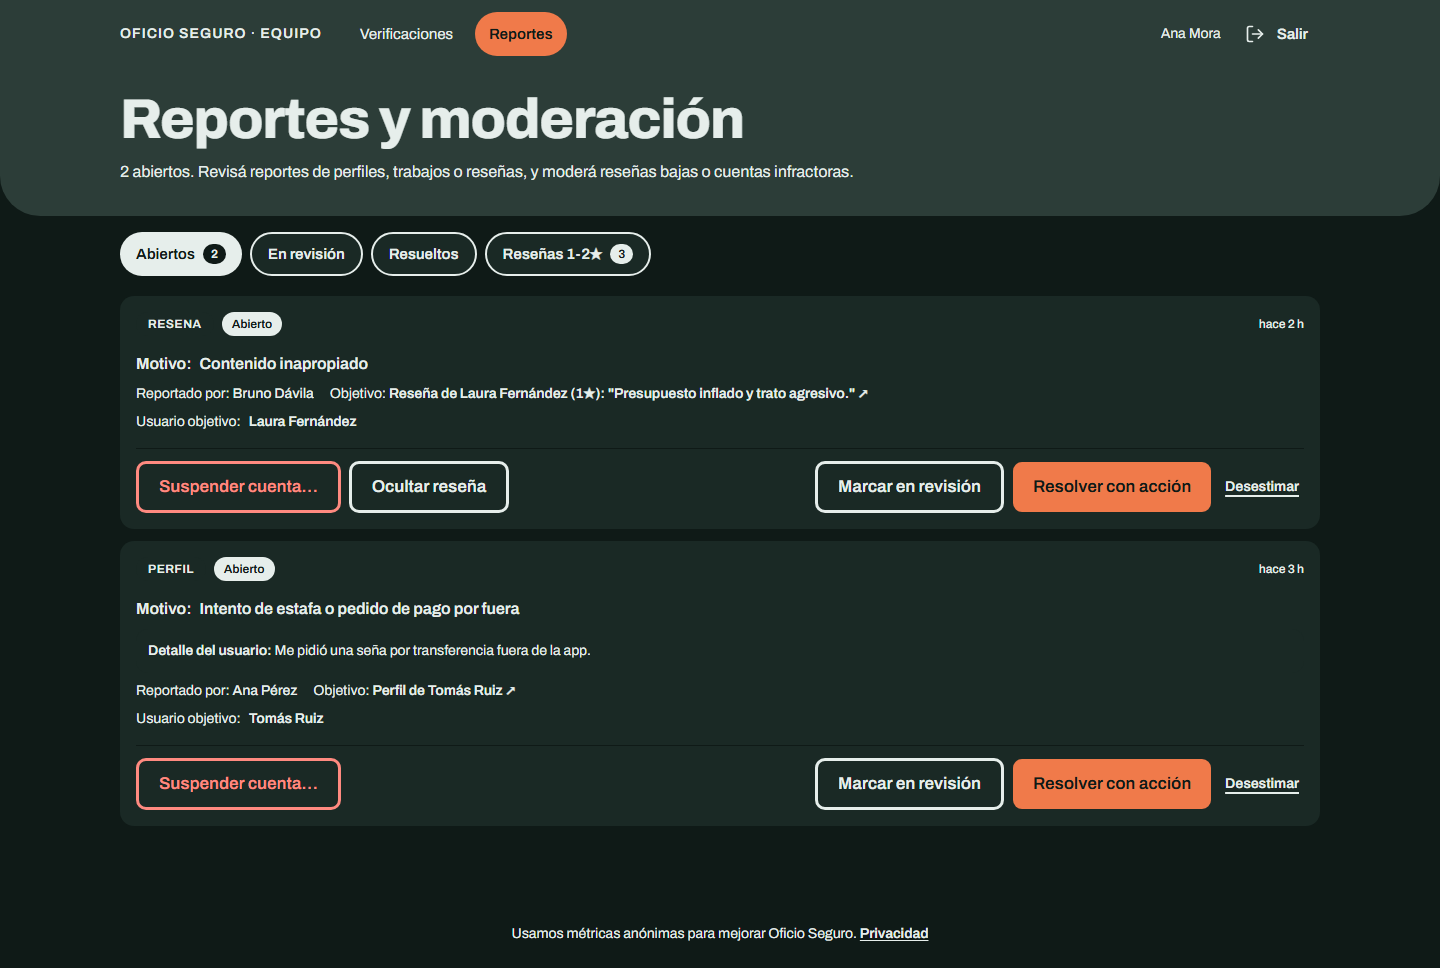 OFICIO SEGURO · EQUIPO Verificaciones Reportes Ana Mora Salir
Reportes y moderación
2 abiertos. Revisá reportes de perfiles, trabajos o reseñas, y moderá reseñas bajas o cuentas infractoras.
Abiertos 2 En revisión Resueltos Reseñas 1-2★ 3
RESENA Abierto hace 2 h
Motivo: Contenido inapropiado
Reportado por: Bruno Dávila Objetivo: Reseña de Laura Fernández (1★): "Presupuesto inflado y trato agresivo." ↗
Usuario objetivo: Laura Fernández
Suspender cuenta... Ocultar reseña Marcar en revisión Resolver con acción Desestimar
PERFIL Abierto hace 3 h
Motivo: Intento de estafa o pedido de pago por fuera
Detalle del usuario: Me pidió una seña por transferencia fuera de la app.
Reportado por: Ana Pérez Objetivo: Perfil de Tomás Ruiz ↗
Usuario objetivo: Tomás Ruiz
Suspender cuenta... Marcar en revisión Resolver con acción Desestimar
Usamos métricas anónimas para mejorar Oficio Seguro. Privacidad